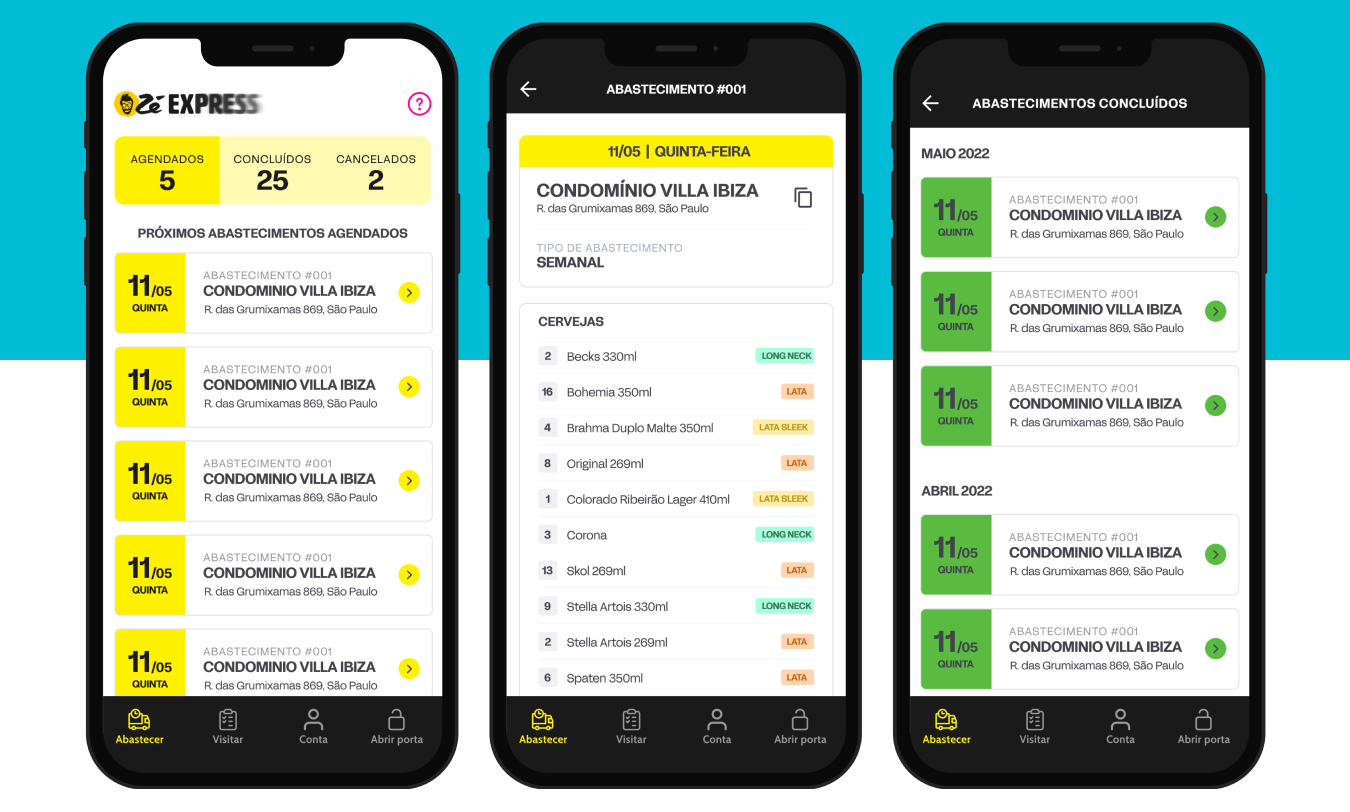 Zé EXPRESS
?
AGENDADOS
5
CONCLUÍDOS
25
CANCELADOS
2
PRÓXIMOS ABASTECIMENTOS AGENDADOS
11/05
QUINTA
ABASTECIMENTO #001
CONDOMINIO VILLA IBIZA
R. das Grumixamas 869, São Paulo
11/05
QUINTA
ABASTECIMENTO #001
CONDOMINIO VILLA IBIZA
R. das Grumixamas 869, São Paulo
11/05
QUINTA
ABASTECIMENTO #001
CONDOMINIO VILLA IBIZA
R. das Grumixamas 869, São Paulo
11/05
QUINTA
ABASTECIMENTO #001
CONDOMINIO VILLA IBIZA
R. das Grumixamas 869, São Paulo
11/05
QUINTA
ABASTECIMENTO #001
CONDOMINIO VILLA IBIZA
R. das Grumixamas 869, São Paulo
Abastecer
Visitar
Conta
Abrir porta
ABASTECIMENTO #001
11/05 | QUINTA-FEIRA
CONDOMÍNIO VILLA IBIZA
R. das Grumixamas 869, São Paulo
TIPO DE ABASTECIMENTO
SEMANAL
CERVEJAS
2 Becks 330ml LONG NECK
16 Bohemia 350ml LATA
4 Brahma Duplo Malte 350ml LATA SLEEK
8 Original 269ml LATA
1 Colorado Ribeirão Lager 410ml LATA SLEEK
3 Corona LONG NECK
13 Skol 269ml LATA
9 Stella Artois 330ml LONG NECK
2 Stella Artois 269ml LATA
6 Spaten 350ml LATA
Abastecer
Visitar
Conta
Abrir porta
ABASTECIMENTOS CONCLUÍDOS
MAIO 2022
11/05
QUINTA
ABASTECIMENTO #001
CONDOMINIO VILLA IBIZA
R. das Grumixamas 869, São Paulo
11/05
QUINTA
ABASTECIMENTO #001
CONDOMINIO VILLA IBIZA
R. das Grumixamas 869, São Paulo
11/05
QUINTA
ABASTECIMENTO #001
CONDOMINIO VILLA IBIZA
R. das Grumixamas 869, São Paulo
ABRIL 2022
11/05
QUINTA
ABASTECIMENTO #001
CONDOMINIO VILLA IBIZA
R. das Grumixamas 869, São Paulo
11/05
QUINTA
ABASTECIMENTO #001
CONDOMINIO VILLA IBIZA
R. das Grumixamas 869, São Paulo
Abastecer
Visitar
Conta
Abrir porta